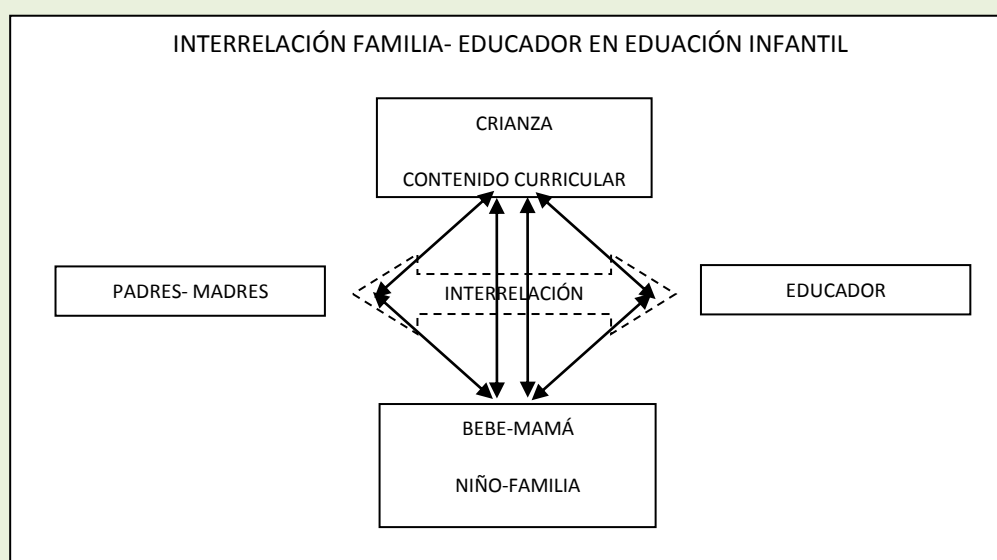 INTERRELACIÓN FAMILIA- EDUCADOR EN EDUACIÓN INFANTIL
CRIANZA
CONTENIDO CURRICULAR
PADRES- MADRES
INTERRELACIÓN
EDUCADOR
BEBE-MAMÁ
NIÑO-FAMILIA